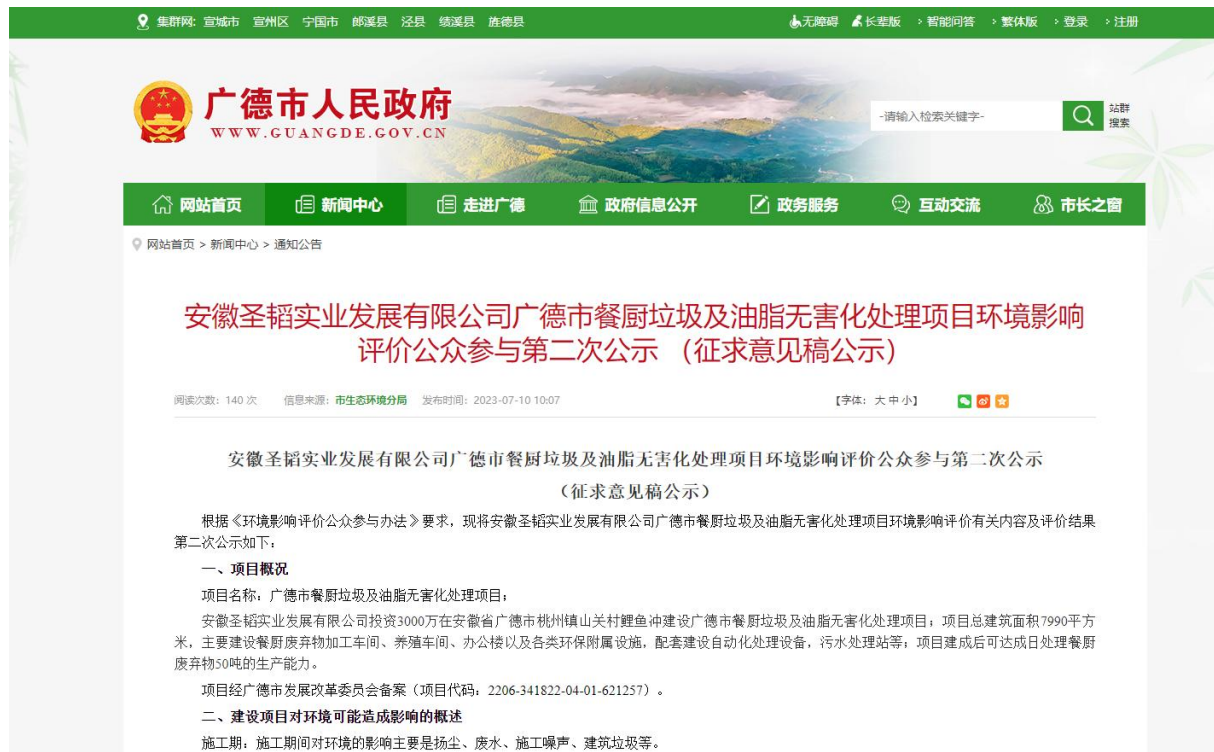 集群网: 宣城市 宣州区 宁国市 郎溪县 泾县 绩溪县 旌德县 无障碍 长辈版 > 智能问答 > 繁体版 > 登录 > 注册
广德市人民政府
WWW.GUANGDE.GOV.CN
-请输入检索关键字-
站群
搜索
网站首页 新闻中心 走进广德 政府信息公开 政务服务 互动交流 市长之窗
网站首页 > 新闻中心 > 通知公告
安徽圣韬实业发展有限公司广德市餐厨垃圾及油脂无害化处理项目环境影响
评价公众参与第二次公示 （征求意见稿公示）
阅读次数: 140 次 信息来源: 市生态环境分局 发布时间: 2023-07-10 10:07 【字体: 大 中 小】
安徽圣韬实业发展有限公司广德市餐厨垃圾及油脂无害化处理项目环境影响评价公众参与第二次公示
（征求意见稿公示）
根据《环境影响评价公众参与办法》要求，现将安徽圣韬实业发展有限公司广德市餐厨垃圾及油脂无害化处理项目环境影响评价有关内容及评价结果
第二次公示如下：
一、项目概况
项目名称：广德市餐厨垃圾及油脂无害化处理项目；
安徽圣韬实业发展有限公司投资3000万在安徽省广德市桃州镇山关村鲤鱼冲建设广德市餐厨垃圾及油脂无害化处理项目；项目总建筑面积7990平方
米，主要建设餐厨废弃物加工车间、养殖车间、办公楼以及各类环保附属设施，配套建设自动化处理设备，污水处理站等；项目建成后可达成日处理餐厨
废弃物50吨的生产能力。
项目经广德市发展改革委员会备案（项目代码：2206-341822-04-01-621257）。
二、建设项目对环境可能造成影响的概述
施工期：施工期间对环境的影响主要是扬尘、废水、施工噪声、建筑垃圾等。